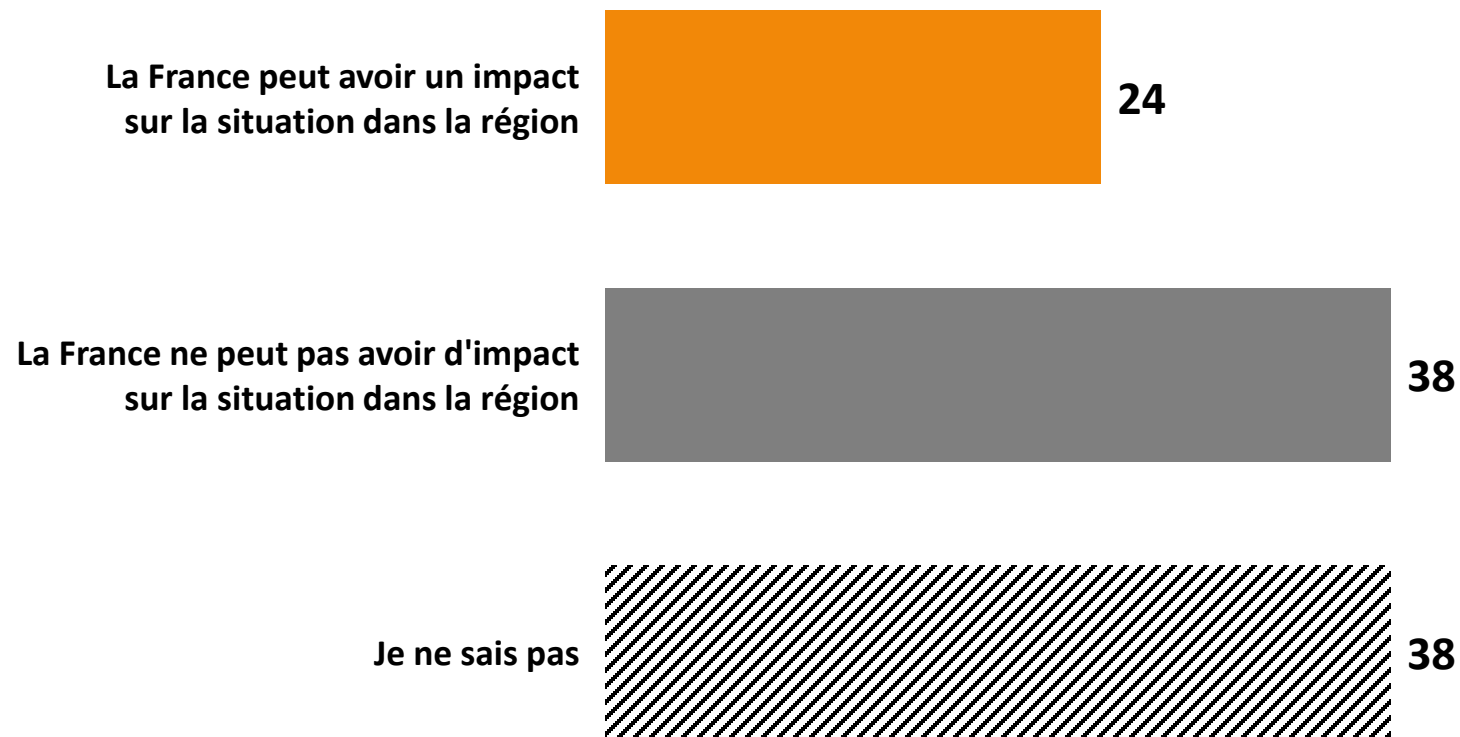 La France peut avoir un impact
sur la situation dans la région
24
La France ne peut pas avoir d'impact
sur la situation dans la région
38
Je ne sais pas
38